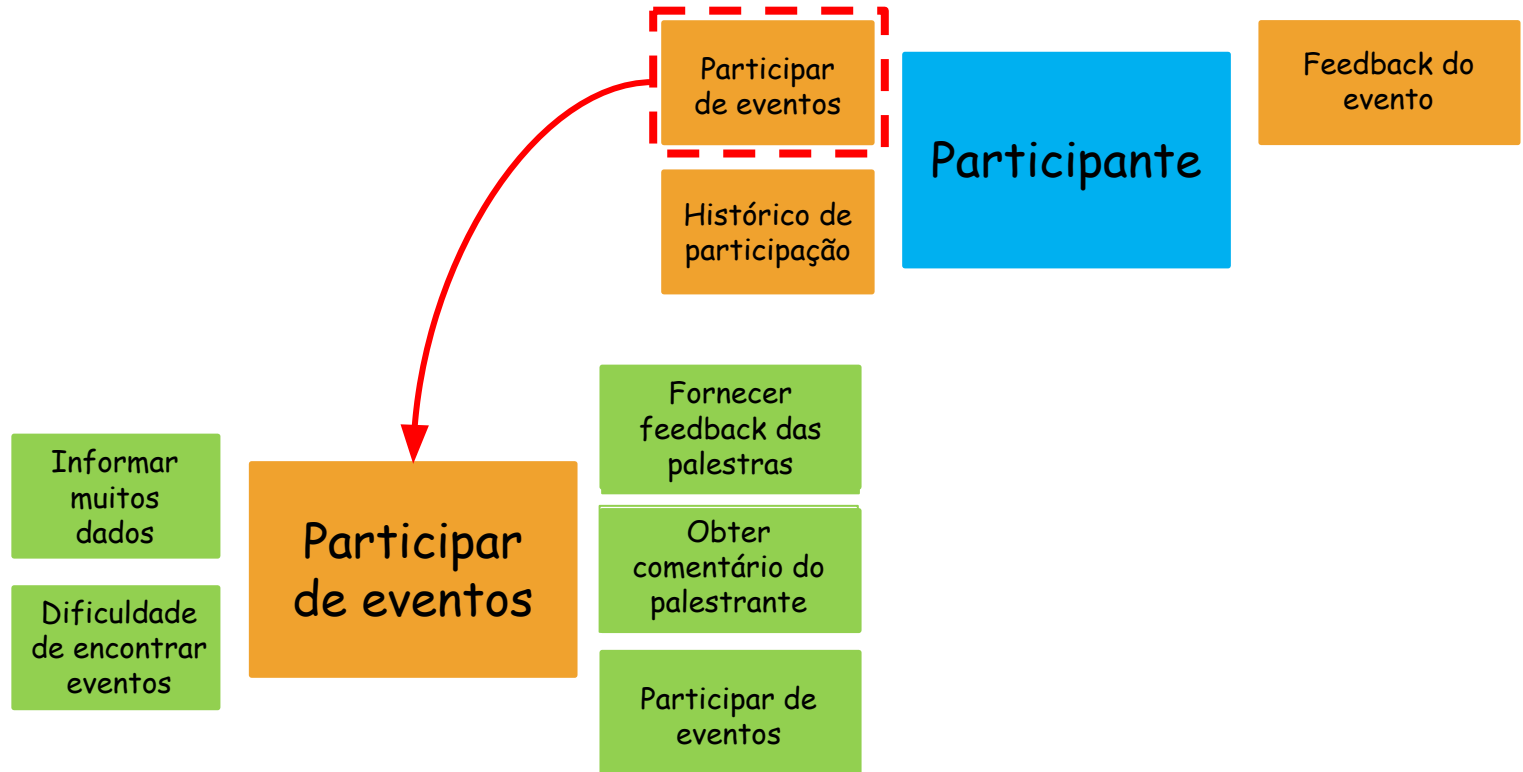 Participar
de eventos
Participante
Feedback do
evento
Histórico de
participação
Informar
muitos
dados
Dificuldade
de encontrar
eventos
Participar
de eventos
Fornecer
feedback das
palestras
Obter
comentário do
palestrante
Participar de
eventos